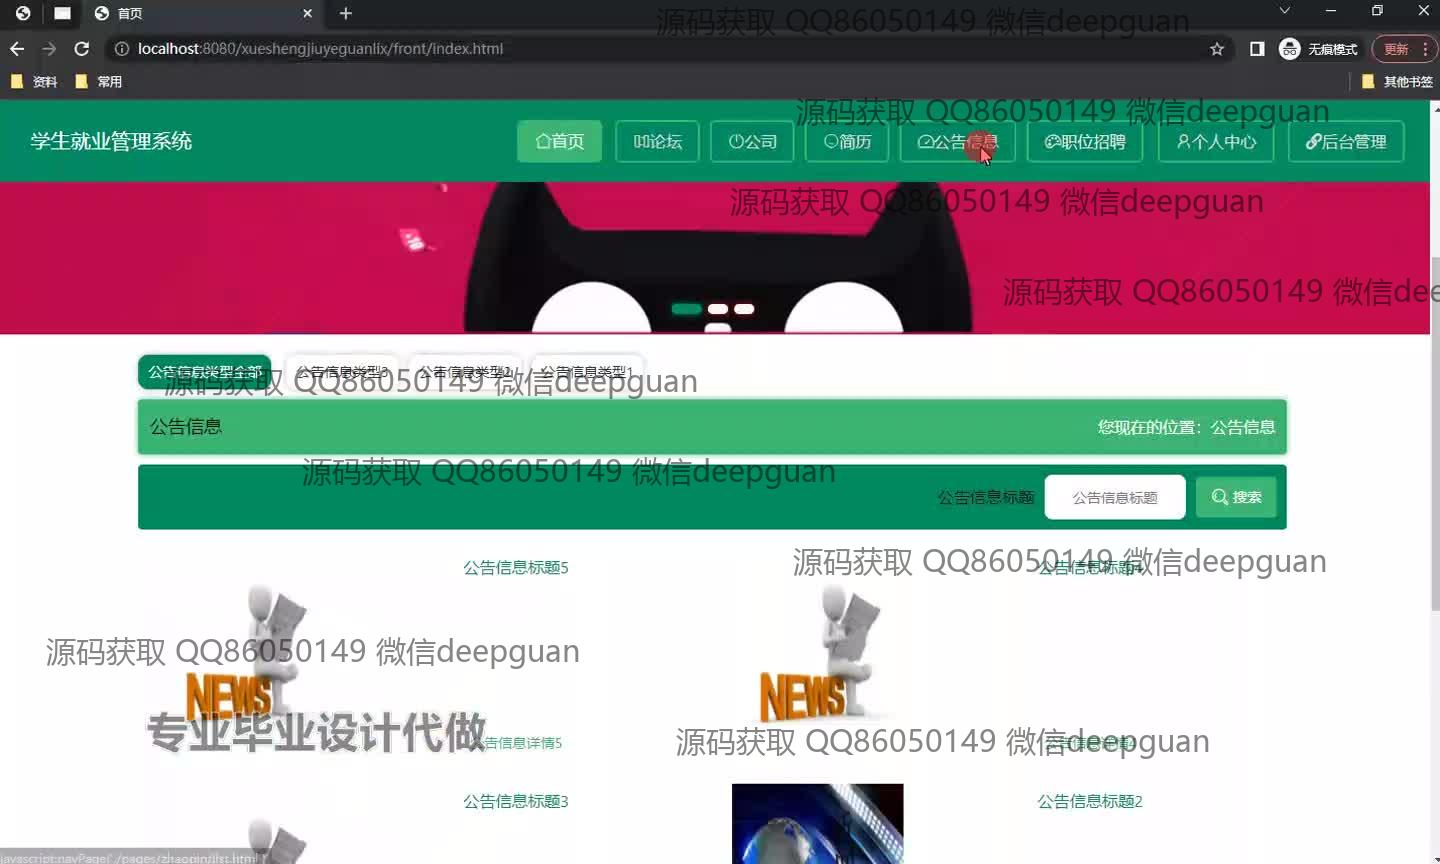 首页
源码获取 QQ86050149 微信deepguan
localhost:8080/xueshengjiuyeguanlix/front/index.html
无痕模式
更新
资料
常用
其他书签
源码获取 QQ86050149 微信deepguan
学生就业管理系统
首页
论坛
公司
简历
公告信息
职位招聘
个人中心
后台管理
源码获取 QQ86050149 微信deepguan
源码获取 QQ86050149 微信dee
公告信息类型全部
公告信息类型3
公告信息类型2
公告信息类型1
源码获取 QQ86050149 微信deepguan
公告信息
您现在的位置：公告信息
源码获取 QQ86050149 微信deepguan
公告信息标题
公告信息标题
搜索
公告信息标题5
源码获取 QQ86050149 微信deepguan
公告信息标题4
源码获取 QQ86050149 微信deepguan
NEWS
NEWS
专业毕业设计代做
公告信息详情5
源码获取 QQ86050149 微信deepguan
公告信息详情4
公告信息标题3
公告信息标题2
javascript:navPage('./pages/zhaopin/list.html')